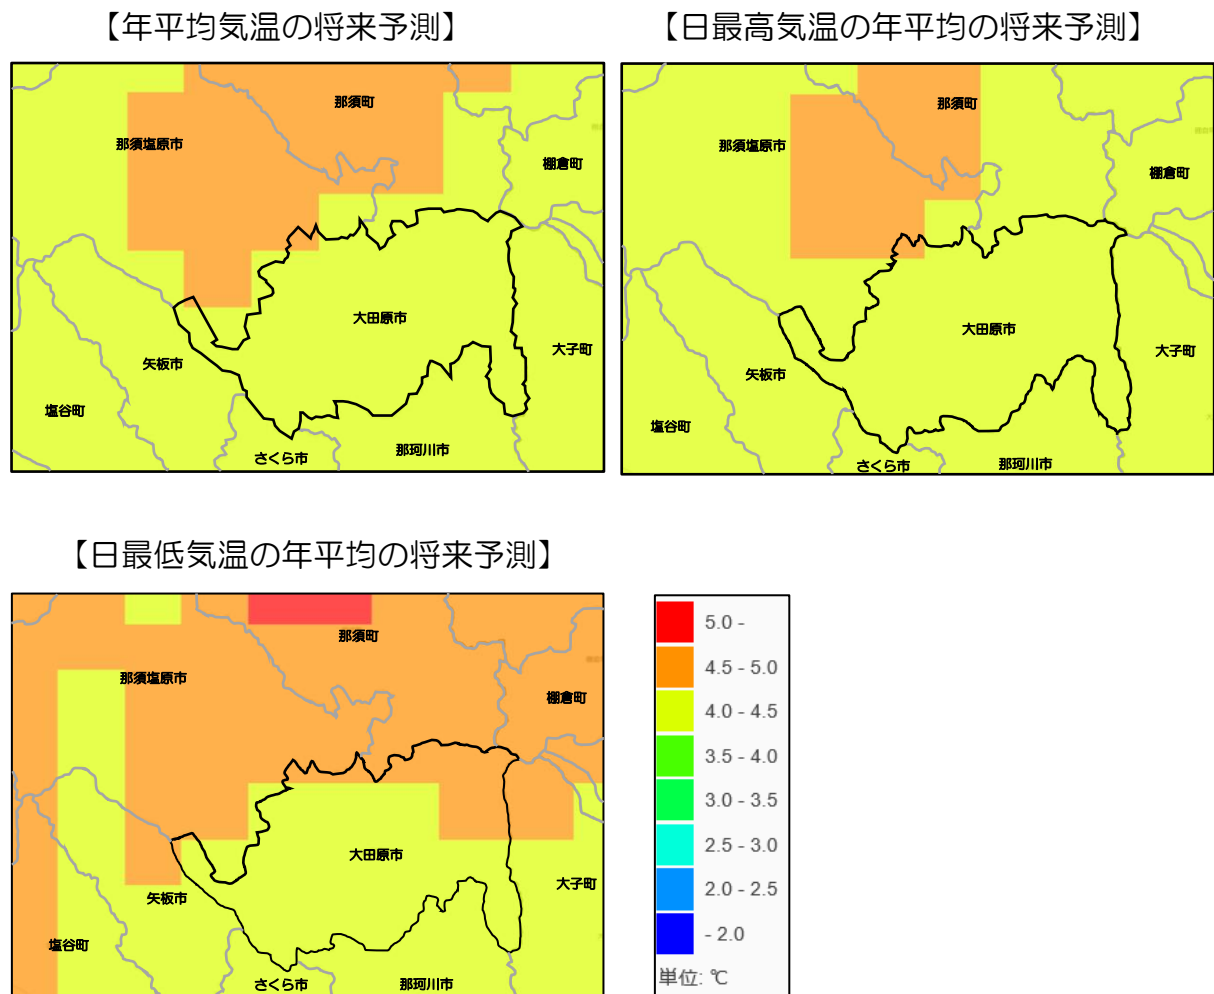 【年平均気温の将来予測】
【日最高気温の年平均の将来予測】
那須町
那須塩原市
棚倉町
大田原市
大子町
矢板市
塩谷町
那珂川市
さくら市
那須町
那須塩原市
棚倉町
大田原市
大子町
矢板市
塩谷町
さくら市
那珂川市
【日最低気温の年平均の将来予測】
那須町
那須塩原市
棚倉町
大田原市
大子町
矢板市
塩谷町
さくら市
那珂川市
5.0 -
4.5 - 5.0
4.0 - 4.5
3.5 - 4.0
3.0 - 3.5
2.5 - 3.0
2.0 - 2.5
- 2.0
単位: ℃